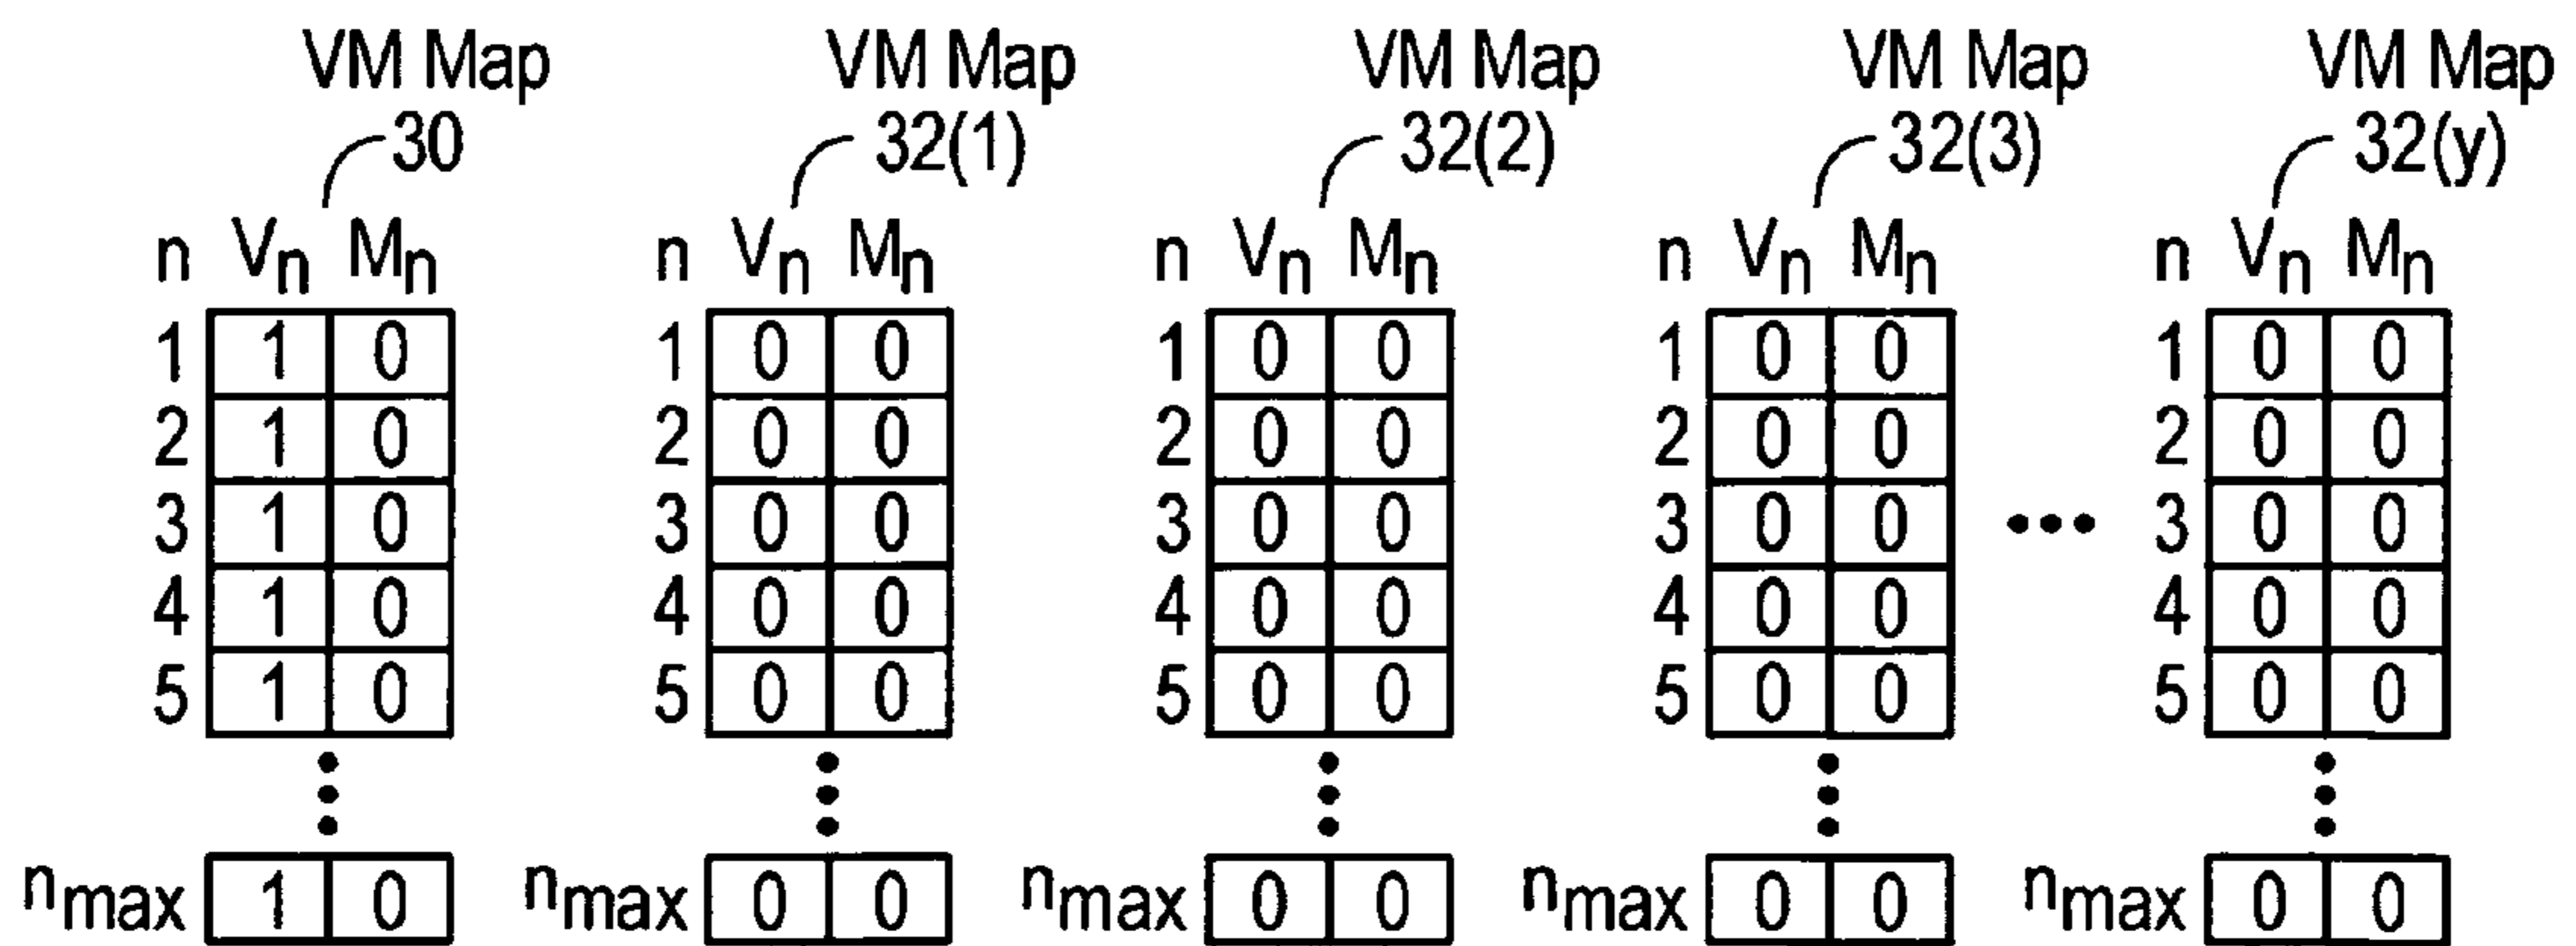 VM Map VM Map VM Map VM Map VM Map
30 32(1) 32(2) 32(3) 32(y)
n Vn Mn n Vn Mn n Vn Mn n Vn Mn n Vn Mn
1 1 0 1 0 0 1 0 0 1 0 0 1 0 0
2 1 0 2 0 0 2 0 0 2 0 0 2 0 0
3 1 0 3 0 0 3 0 0 3 0 0 ••• 3 0 0
4 1 0 4 0 0 4 0 0 4 0 0 4 0 0
5 1 0 5 0 0 5 0 0 5 0 0 5 0 0
nmax 1 0 nmax 0 0 nmax 0 0 nmax 0 0 nmax 0 0